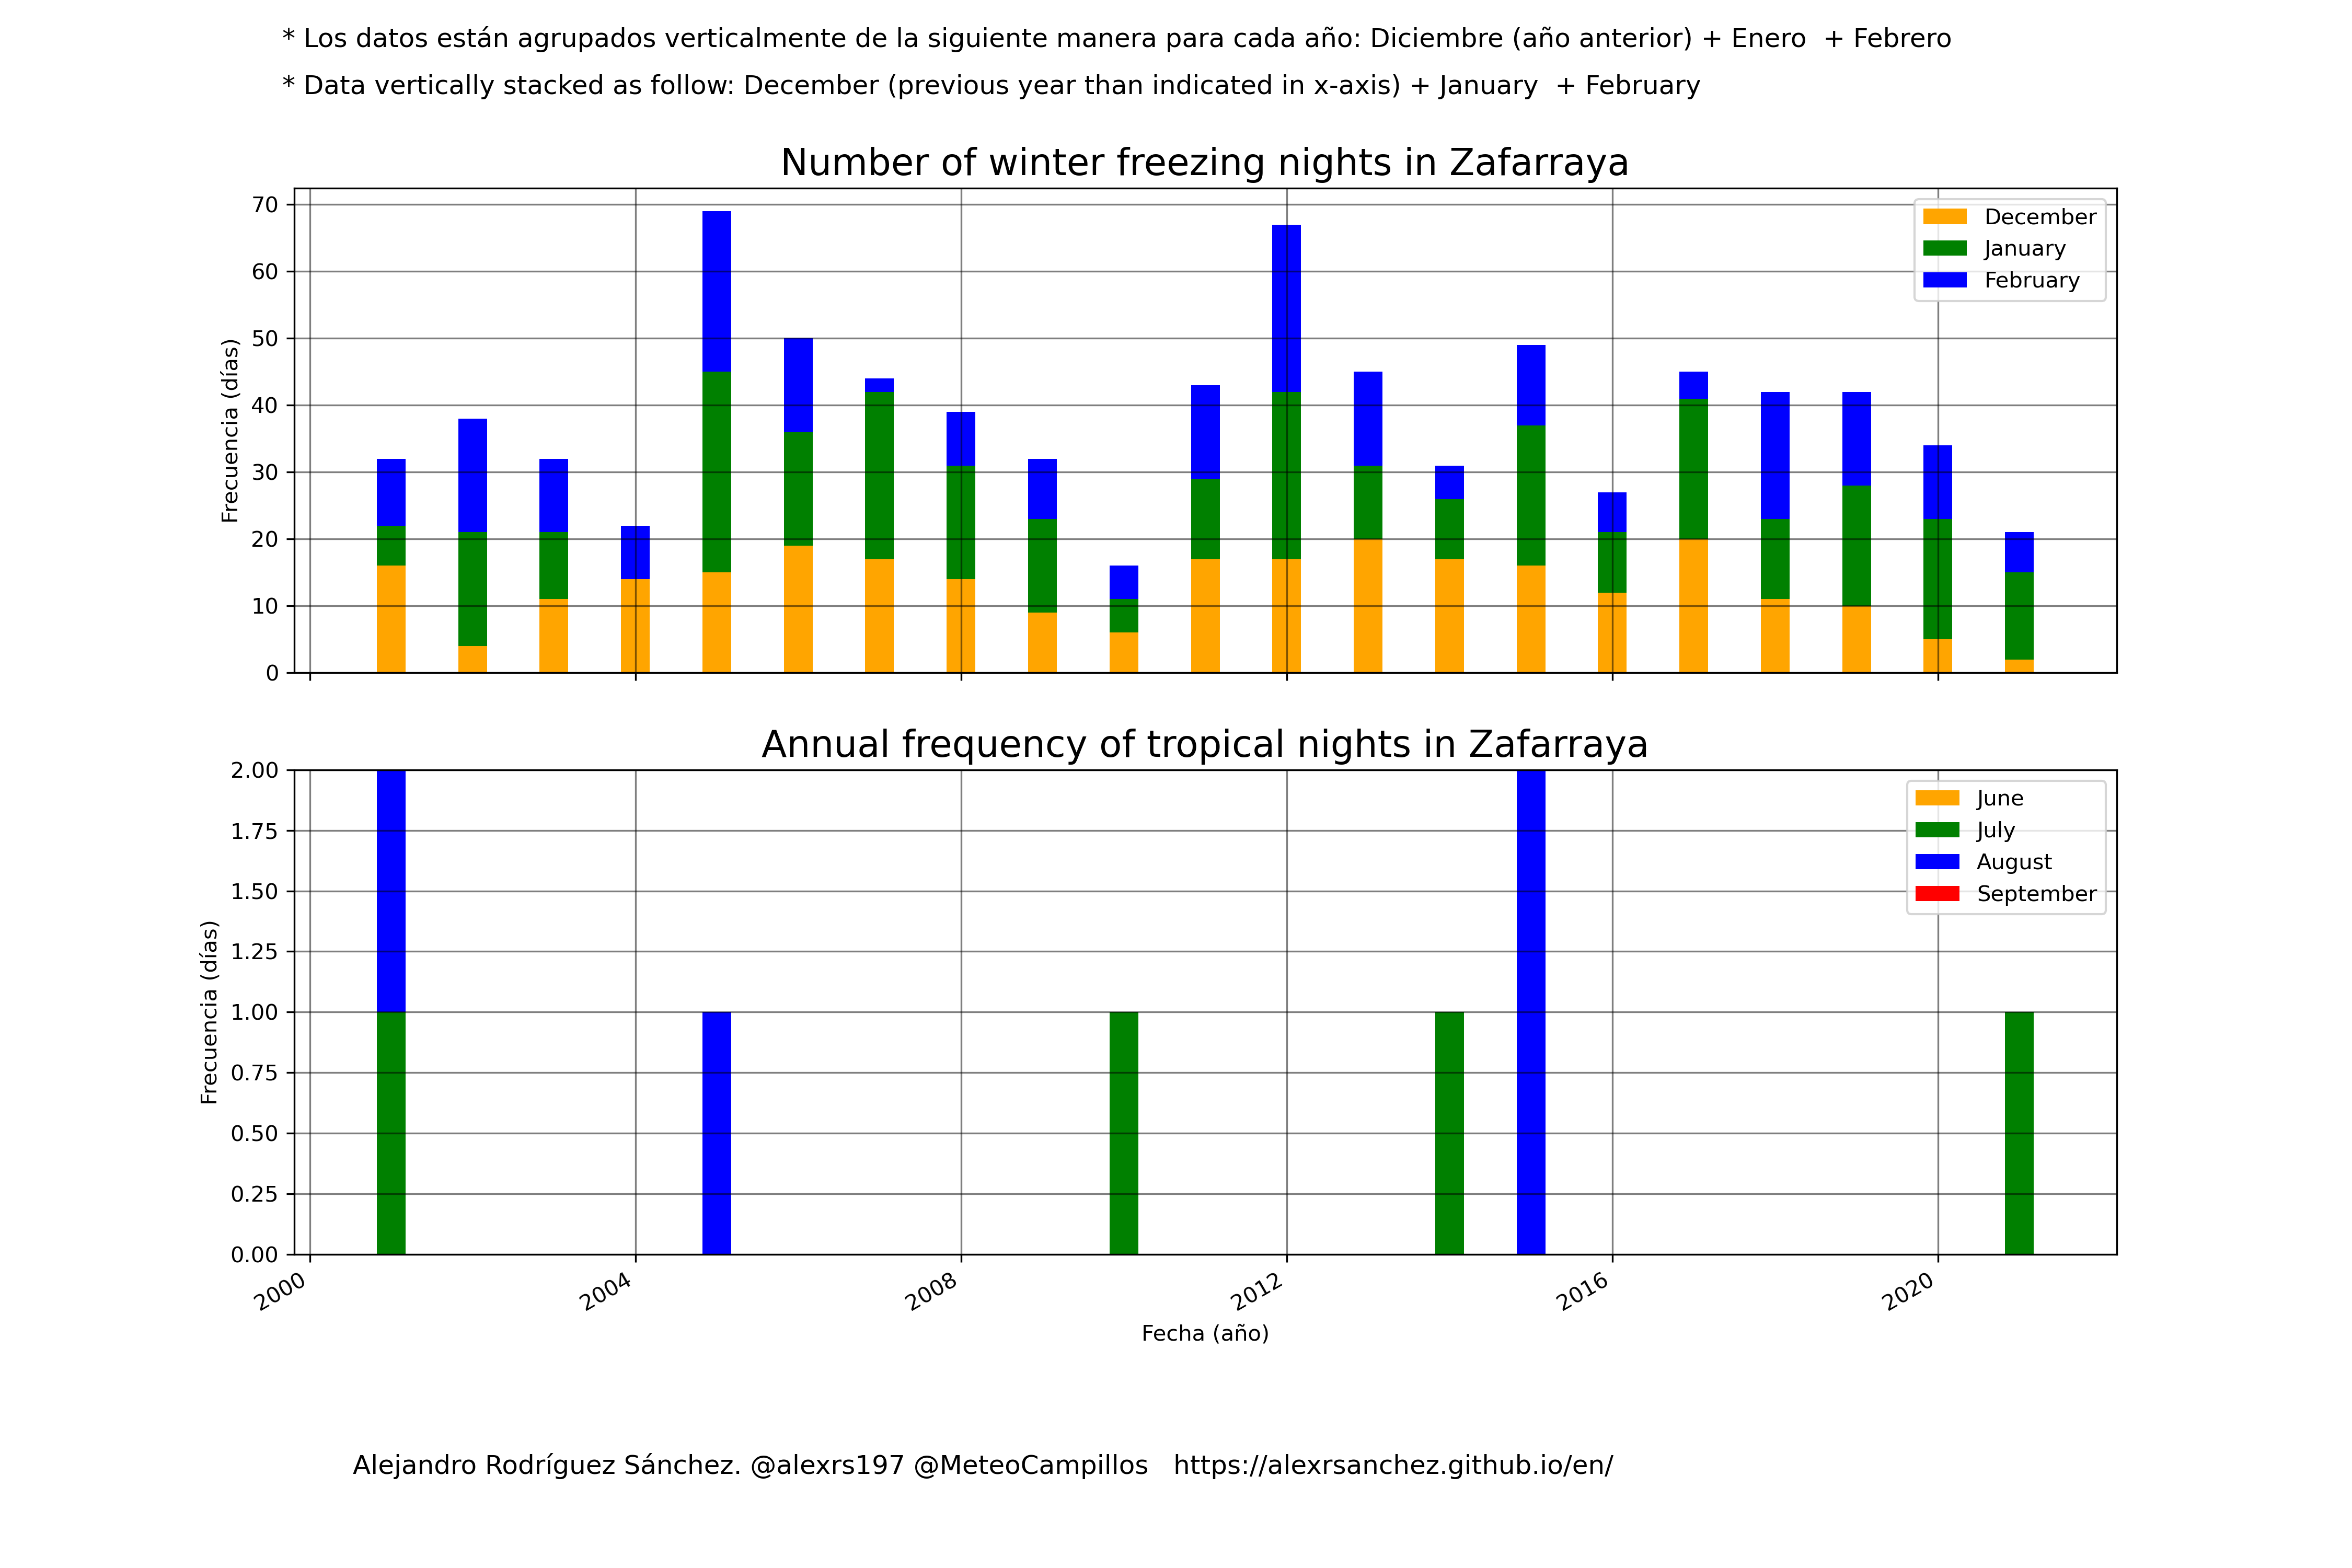 * Los datos están agrupados verticalmente de la siguiente manera para cada año: Diciembre (año anterior) + Enero  + Febrero
* Data vertically stacked as follow: December (previous year than indicated in x-axis) + January  + February
Number of winter freezing nights in Zafarraya
70
60
50
40
30
20
10
0
Frecuencia (días)
December
January
February
Annual frequency of tropical nights in Zafarraya
2.00
1.75
1.50
1.25
1.00
0.75
0.50
0.25
0.00
Frecuencia (días)
June
July
August
September
2000 2004 2008 2012 2016 2020
Fecha (año)
Alejandro Rodríguez Sánchez. @alexrs197 @MeteoCampillos   https://alexrsanchez.github.io/en/